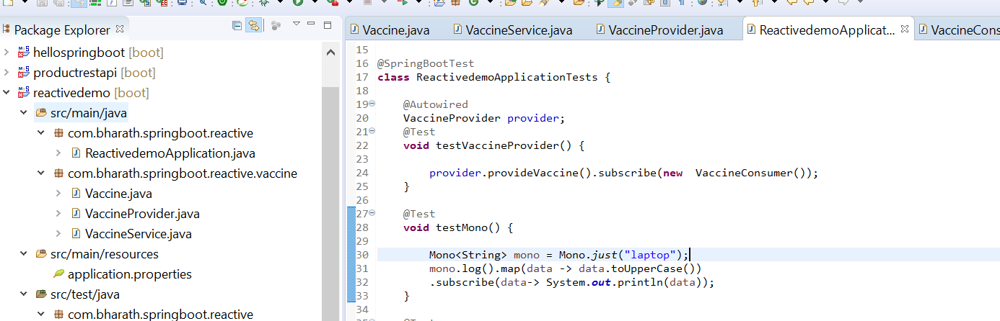 Package Explorer
hellospringboot [boot]
productrestapi [boot]
reactivedemo [boot]
src/main/java
com.bharath.springboot.reactive
ReactivedemoApplication.java
com.bharath.springboot.reactive.vaccine
Vaccine.java
VaccineProvider.java
VaccineService.java
src/main/resources
application.properties
src/test/java
com.bharath.springboot.reactive
Vaccine.java VaccineService.java VaccineProvider.java ReactivedemoApplicat... VaccineCons
15
16 @SpringBootTest
17 class ReactivedemoApplicationTests {
18
19 @Autowired
20 VaccineProvider provider;
21 @Test
22 void testVaccineProvider() {
23
24 provider.provideVaccine().subscribe(new  VaccineConsumer());
25 }
26
27 @Test
28 void testMono() {
29
30 Mono<String> mono = Mono.just("laptop");
31 mono.log().map(data -> data.toUpperCase())
32 .subscribe(data-> System.out.println(data));
33 }
34